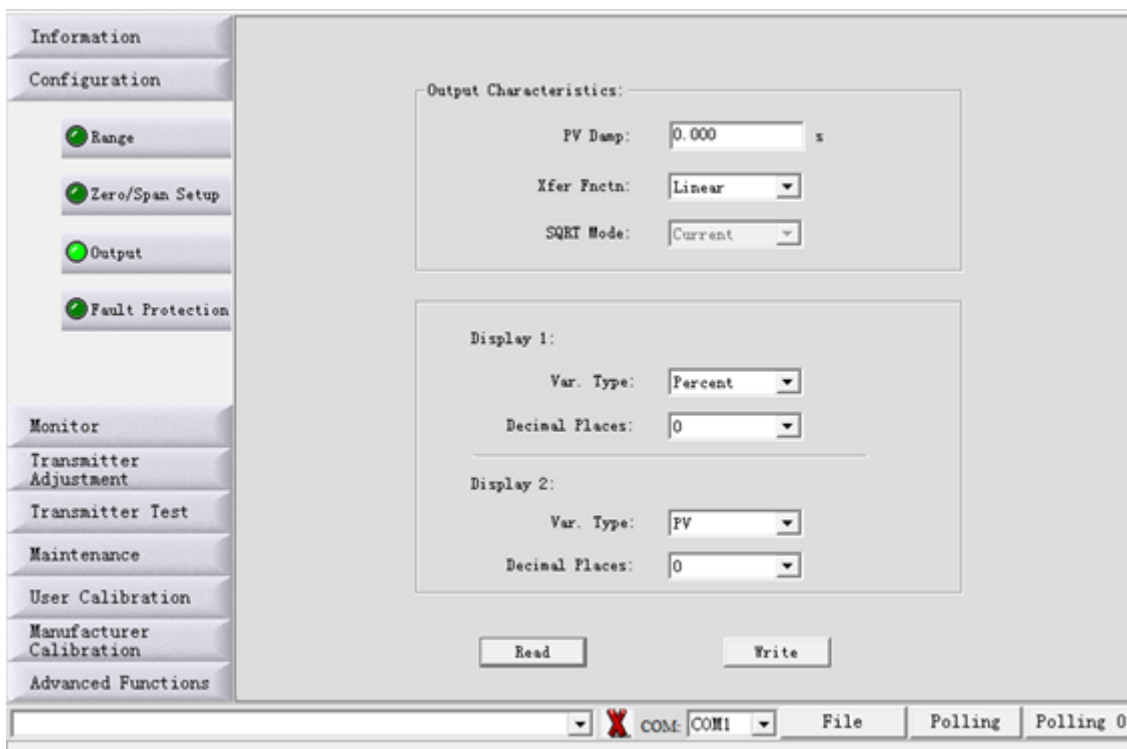 Information
Configuration
Range
Zero/Span Setup
Output
Fault Protection
Monitor
Transmitter
Adjustment
Transmitter Test
Maintenance
User Calibration
Manufacturer
Calibration
Advanced Functions
Output Characteristics:
PV Damp: 0.000 s
Xfer Fnctn: Linear
SQRT Mode: Current
Display 1:
Var. Type: Percent
Decimal Places: 0
Display 2:
Var. Type: PV
Decimal Places: 0
Read Write
COM: COM1 File Polling Polling 0